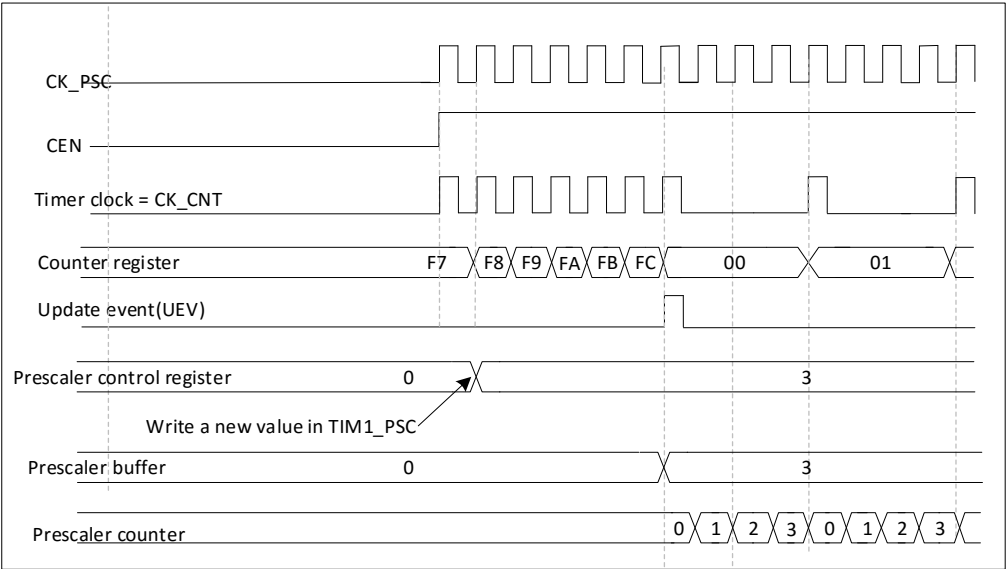 CK_PSC
CEN
Timer clock = CK_CNT
Counter register F7 F8 F9 FA FB FC 00 01
Update event(UEV)
Prescaler control register 0 3
Write a new value in TIM1_PSC
Prescaler buffer 0 3
Prescaler counter 0 1 2 3 0 1 2 3